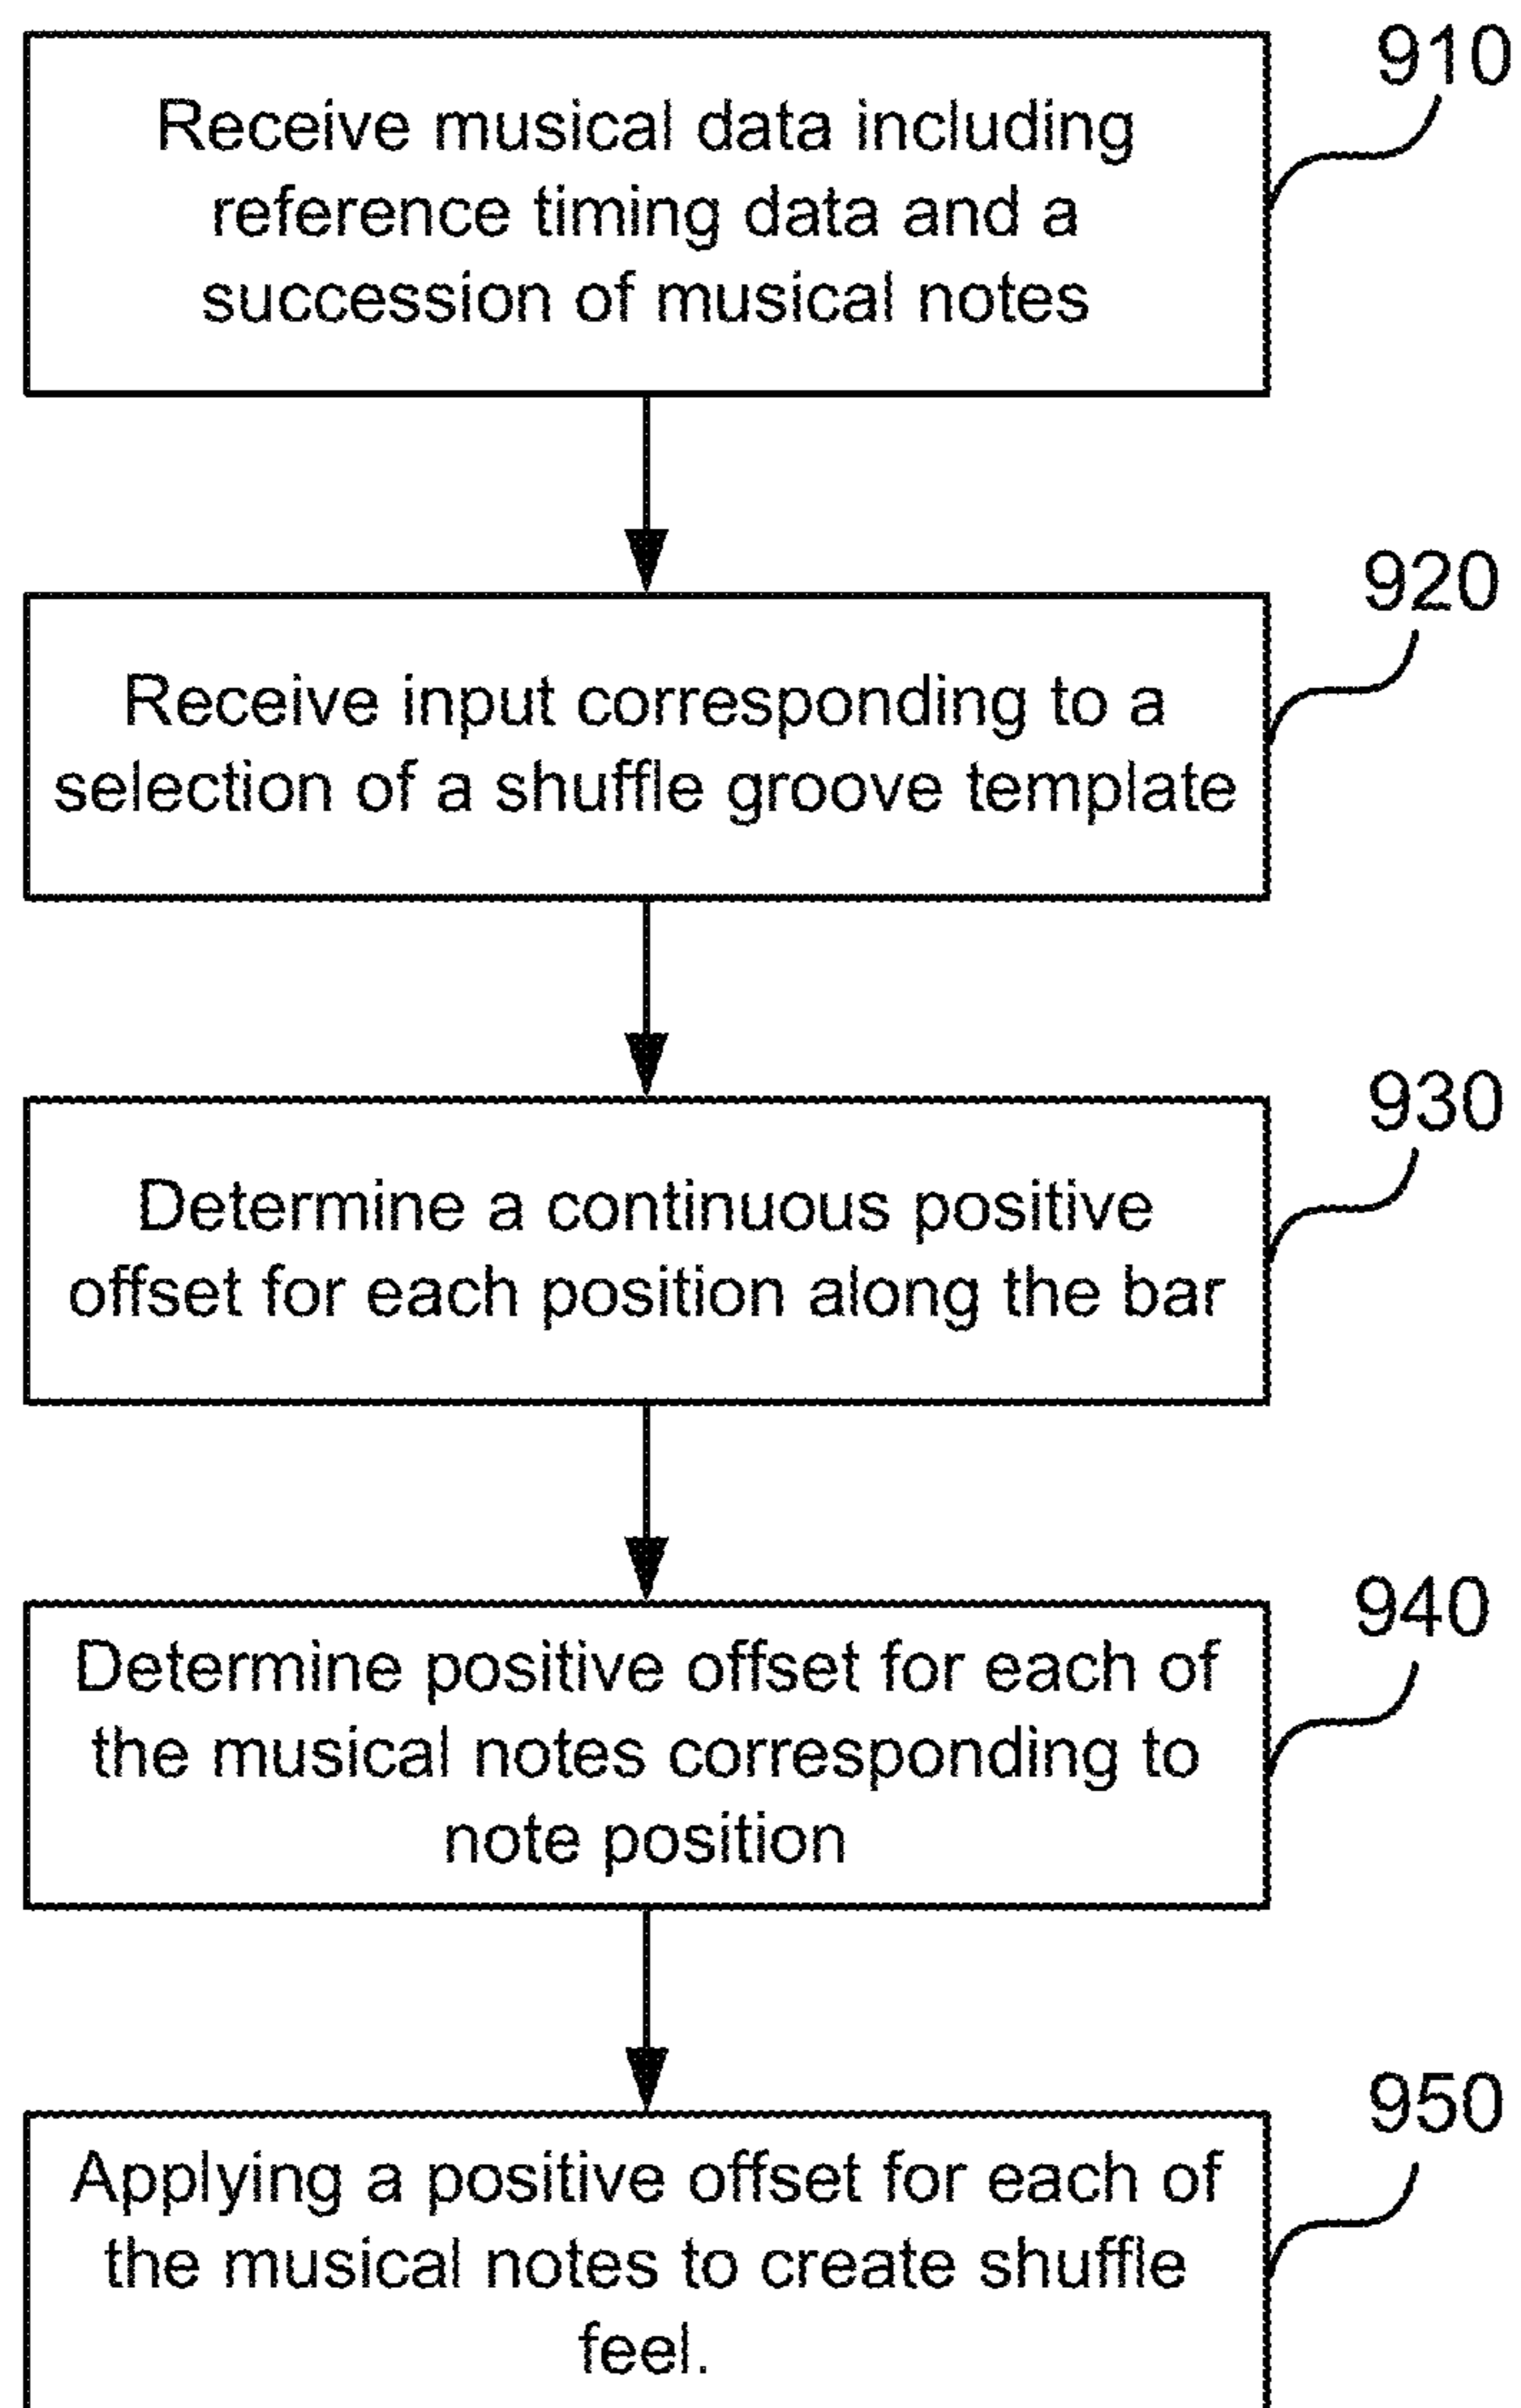 910
Receive musical data including
reference timing data and a
succession of musical notes
920
Receive input corresponding to a
selection of a shuffle groove template
930
Determine a continuous positive
offset for each position along the bar
940
Determine positive offset for each of
the musical notes corresponding to
note position
950
Applying a positive offset for each of
the musical notes to create shuffle
feel.